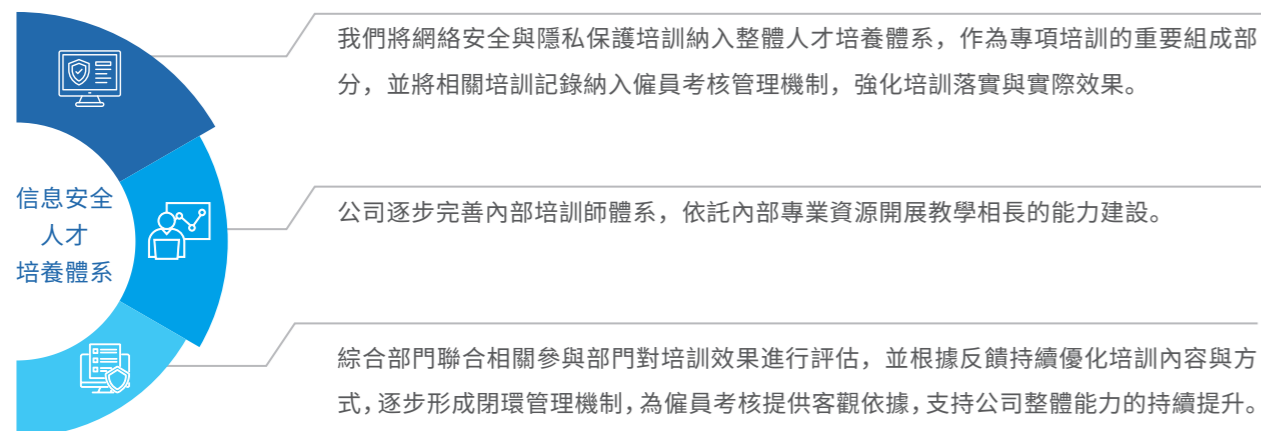 我們將網絡安全與隱私保護培訓納入整體人才培養體系，作為專項培訓的重要組成部
分，並將相關培訓記錄納入僱員考核管理機制，強化培訓落實與實際效果。
信息安全
人才
培養體系
公司逐步完善內部培訓師體系，依託內部專業資源開展教學相長的能力建設。
綜合部門聯合相關參與部門對培訓效果進行評估，並根據反饋持續優化培訓內容與方
式，逐步形成閉環管理機制，為僱員考核提供客觀依據，支持公司整體能力的持續提升。